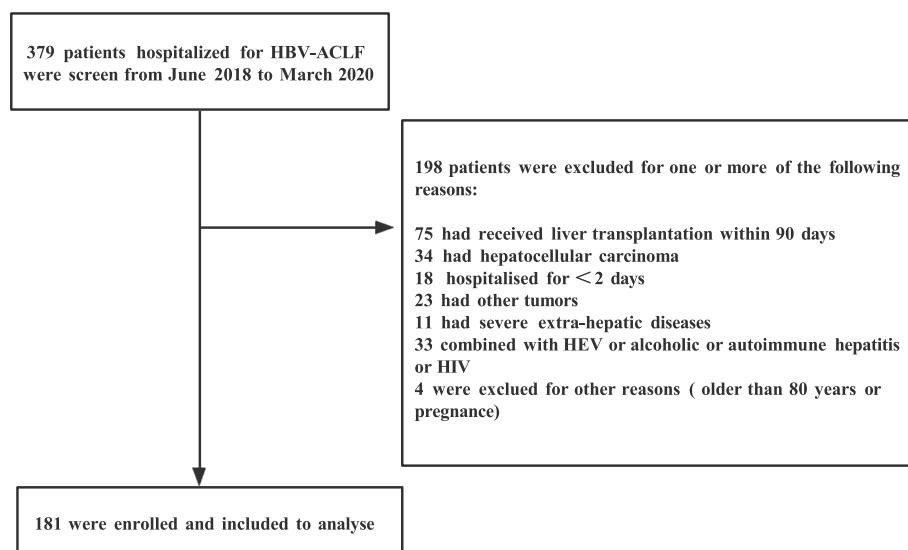 379 patients hospitalized for HBV-ACLF
were screen from June 2018 to March 2020
198 patients were excluded for one or more of the following
reasons:
75 had received liver transplantation within 90 days
34 had hepatocellular carcinoma
18 hospitalised for <2 days
23 had other tumors
11 had severe extra-hepatic diseases
33 combined with HEV or alcoholic or autoimmune hepatitis
or HIV
4 were exclued for other reasons ( older than 80 years or
pregnance)
181 were enrolled and included to analyse